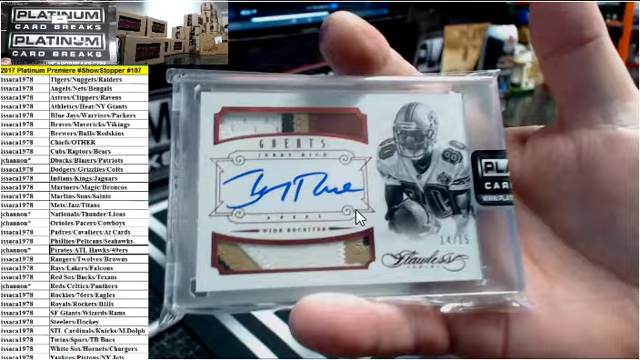 PLATINUM
CARD BREAKS
PLATINUM
CARD BREAKS
2017 Platinum Premiere #ShowStopper #107
issaca1978 Tigers/Nuggets/Raiders
issaca1978 Angels/Nets/Bengals
issaca1978 Astros/Clippers/Ravens
issaca1978 Athletics/Heat/NY Giants
issaca1978 Blue Jays/Warriors/Packers
issaca1978 Braves/Mavericks/Vikings
issaca1978 Brewers/Bulls/Redskins
issaca1978 Chiefs/OTHER
issaca1978 Cubs/Raptors/Bears
jchannon* Dbacks/Blazers/Patriots
issaca1978 Dodgers/Grizzlies/Colts
issaca1978 Indians/Kings/Jaguars
issaca1978 Mariners/Magic/Broncos
issaca1978 Marlins/Suns/Saints
issaca1978 Mets/Jazz/Titans
jchannon* Nationals/Thunder/Lions
jchannon* Orioles/Pacers/Cowboys
issaca1978 Padres/Cavaliers/Az Cards
issaca1978 Phillies/Pelicans/Seahawks
jchannon* Pirates/ATL Hawks/49ers
issaca1978 Rangers/Twolves/Browns
issaca1978 Rays/Lakers/Falcons
issaca1978 Red Sox/Bucks/Texans
jchannon* Reds/Celtics/Panthers
issaca1978 Rockies/76ers/Eagles
issaca1978 Royals/Rockets/Bills
issaca1978 SF Giants/Wizards/Rams
issaca1978 Steelers/Hockey
issaca1978 STL Cardinals/Knicks/M.Dolph
issaca1978 Twins/Spurs/TB Bucs
issaca1978 White Sox/Hornets/Chargers
issaca1978 Yankees/Pistons/NY Jets
GREATS
JERRY RICE
Jerry Rice
WIDE RECEIVER
14/15
Flawless
PL
CA